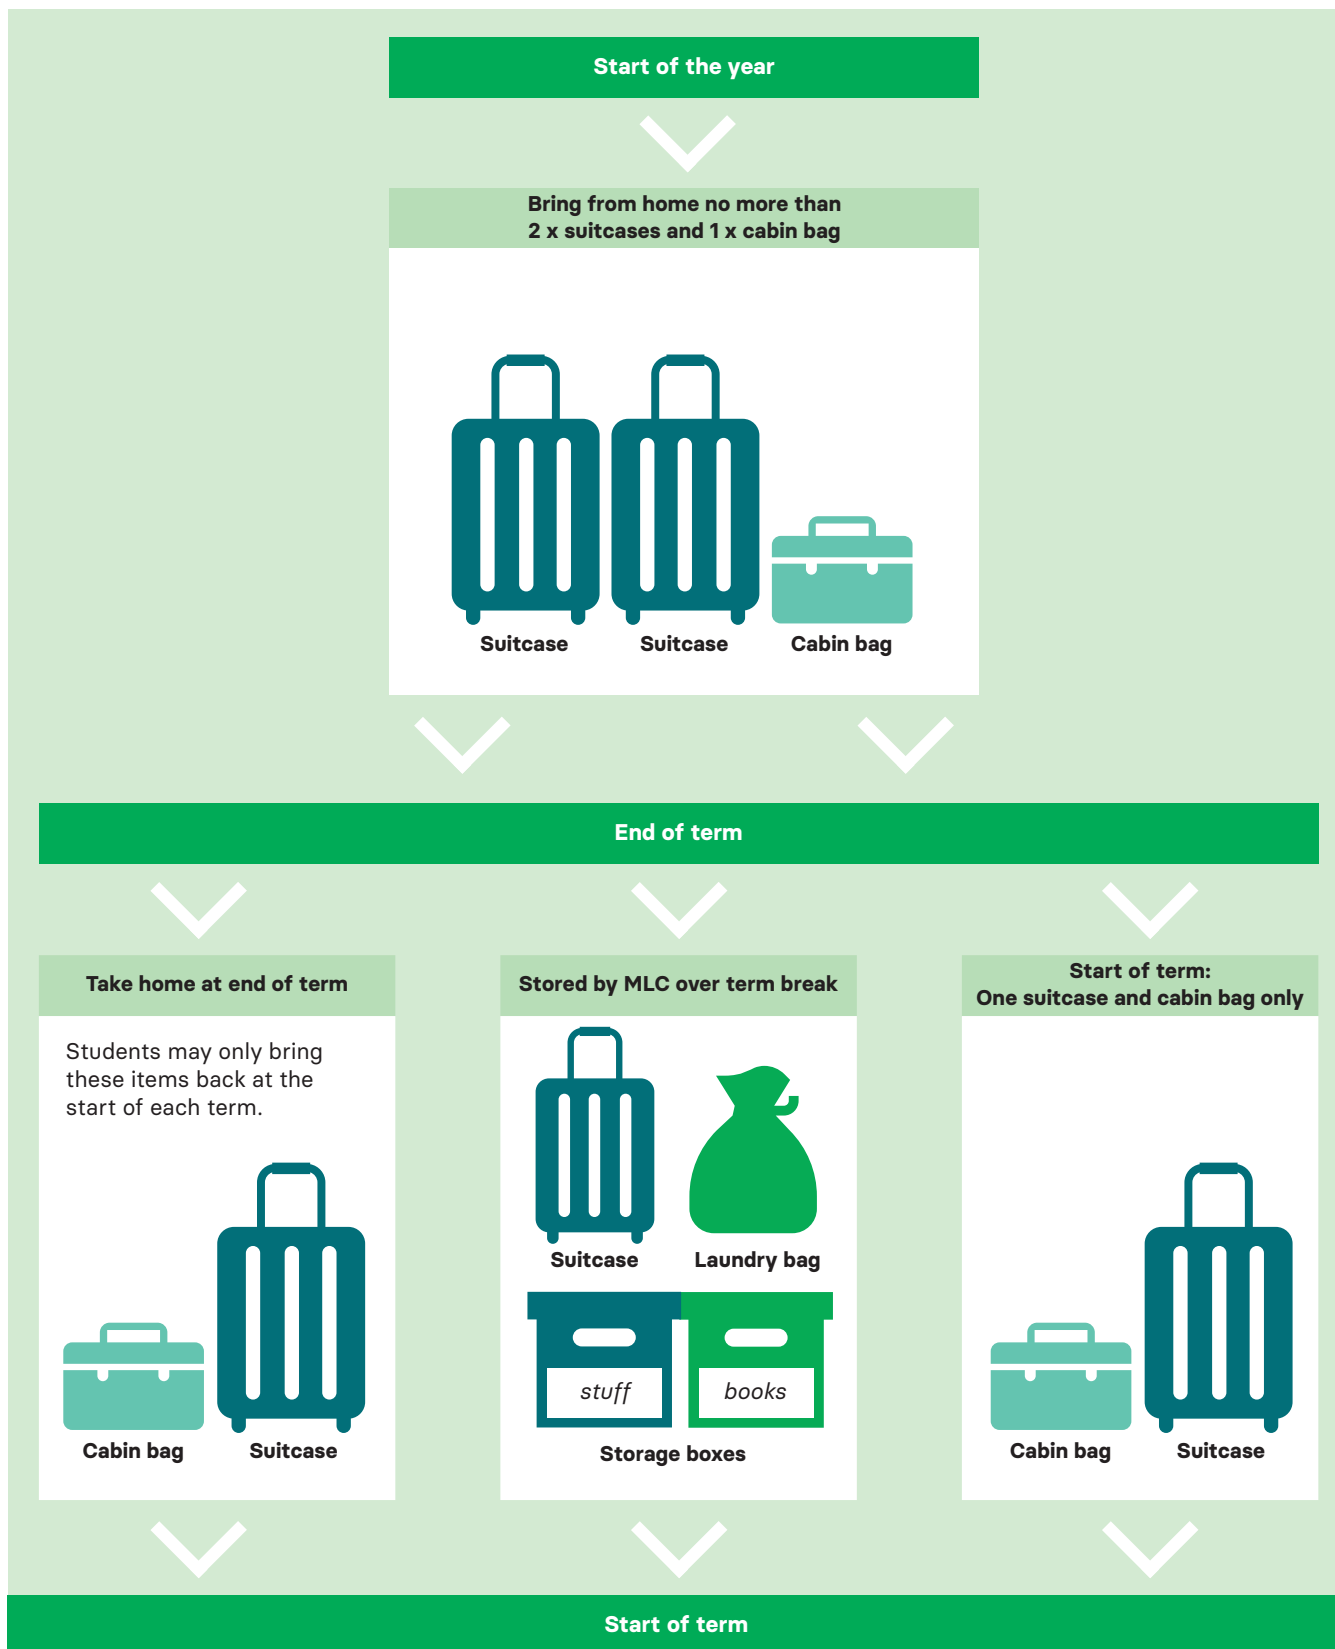 Start of the year
Bring from home no more than
2 x suitcases and 1 x cabin bag
Suitcase
Suitcase
Cabin bag
End of term
Take home at end of term
Students may only bring
these items back at the
start of each term.
Cabin bag
Suitcase
Stored by MLC over term break
Suitcase
Laundry bag
stuff
books
Storage boxes
Start of term:
One suitcase and cabin bag only
Cabin bag
Suitcase
Start of term